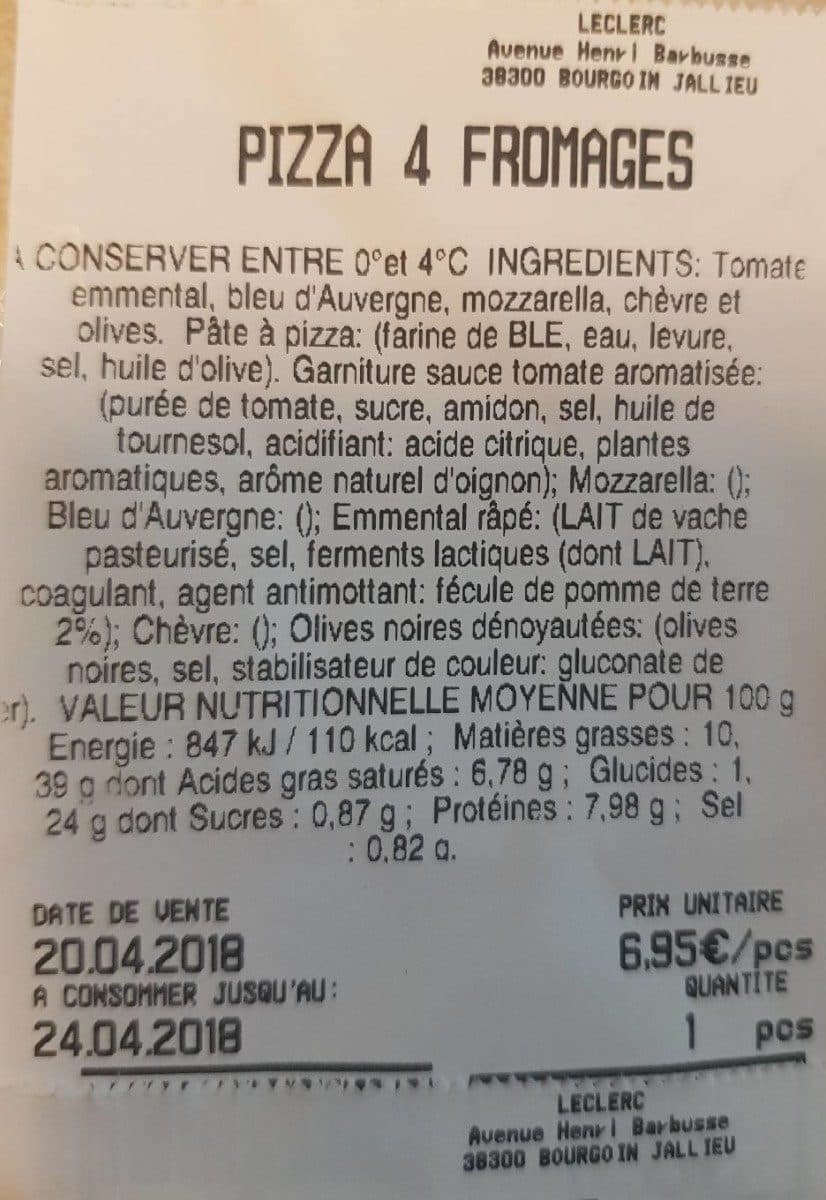 LECLERC
Avenue Henri Barbusse
38300 BOURGOIN JALLIEU
PIZZA 4 FROMAGES
A CONSERVER ENTRE 0°et 4°C INGREDIENTS: Tomate
emmental, bleu d'Auvergne, mozzarella, chèvre et
olives. Pâte à pizza: (farine de BLE, eau, levure,
sel, huile d'olive). Garniture sauce tomate aromatisée:
(purée de tomate, sucre, amidon, sel, huile de
tournesol, acidifiant: acide citrique, plantes
aromatiques, arôme naturel d'oignon); Mozzarella: ();
Bleu d'Auvergne: (); Emmental râpé: (LAIT de vache
pasteurisé, sel, ferments lactiques (dont LAIT),
coagulant, agent antimottant: fécule de pomme de terre
2%); Chèvre: (); Olives noires dénoyautées: (olives
noires, sel, stabilisateur de couleur: gluconate de
er). VALEUR NUTRITIONNELLE MOYENNE POUR 100 g
Energie : 847 kJ / 110 kcal ; Matières grasses : 10,
39 g dont Acides gras saturés : 6,78 g ; Glucides : 1,
24 g dont Sucres : 0,87 g ; Protéines : 7,98 g ; Sel
: 0,82 g.
DATE DE VENTE
PRIX UNITAIRE
20.04.2018
6,95€/pcs
A CONSOMMER JUSQU'AU:
QUANTITE
24.04.2018
1 pcs
LECLERC
Avenue Henri Barbusse
38300 BOURGOIN JALLIEU